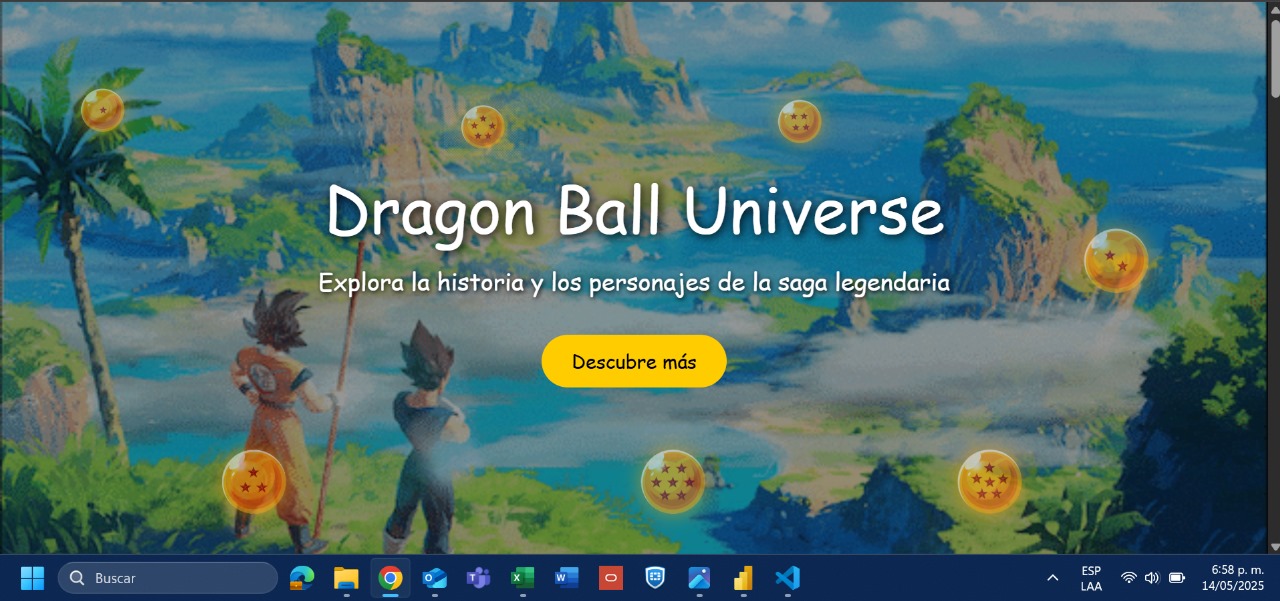 Dragon Ball Universe
Explora la historia y los personajes de la saga legendaria
Descubre más
Buscar
ESP
LAA
6:58 p. m.
14/05/2025